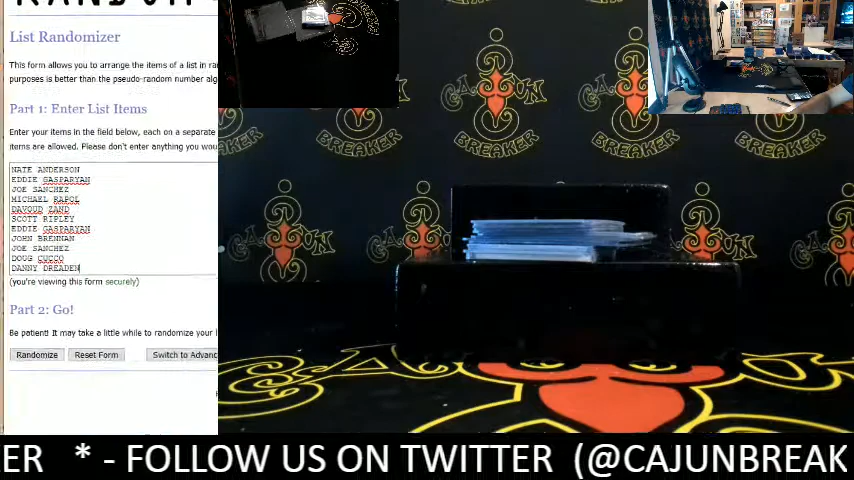 List Randomizer
This form allows you to arrange the items of a list in ra
purposes is better than the pseudo-random number alg
Part 1: Enter List Items
Enter your items in the field below, each on a separate
items are allowed. Please don't enter anything you wou
NATE ANDERSON
EDDIE GASPARYAN
JOE SANCHEZ
MICHAEL RAPOL
DAVOUD ZAND
SCOTT RIPLEY
EDDIE GASPARYAN
JOHN BRENNAN
JOE SANCHEZ
DOUG CUCCO
DANNY DREADEN
(you're viewing this form securely)
Part 2: Go!
Be patient! It may take a little while to randomize your l
Randomize Reset Form Switch to Advanc
CAJUN
BREAKER
ER * - FOLLOW US ON TWITTER (@CAJUNBREAK